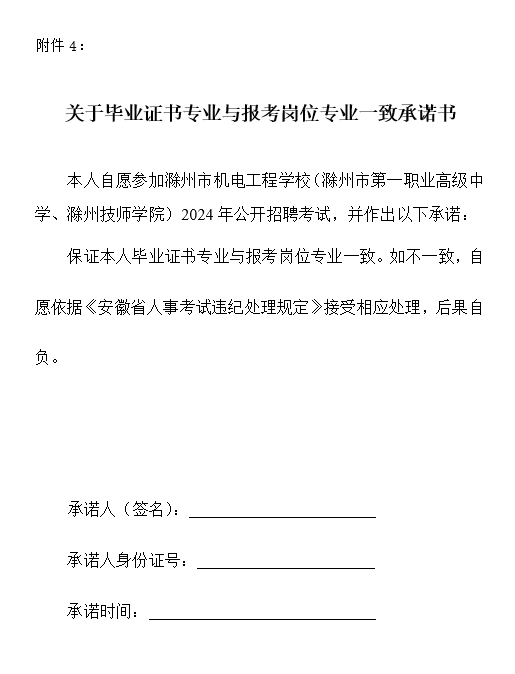 附件 4：
关于毕业证书专业与报考岗位专业一致承诺书
本人自愿参加滁州市机电工程学校（滁州市第一职业高级中
学、滁州技师学院）2024 年公开招聘考试，并作出以下承诺：
保证本人毕业证书专业与报考岗位专业一致。如不一致，自
愿依据《安徽省人事考试违纪处理规定》接受相应处理，后果自
负。
承诺人（签名）：
承诺人身份证号：
承诺时间：